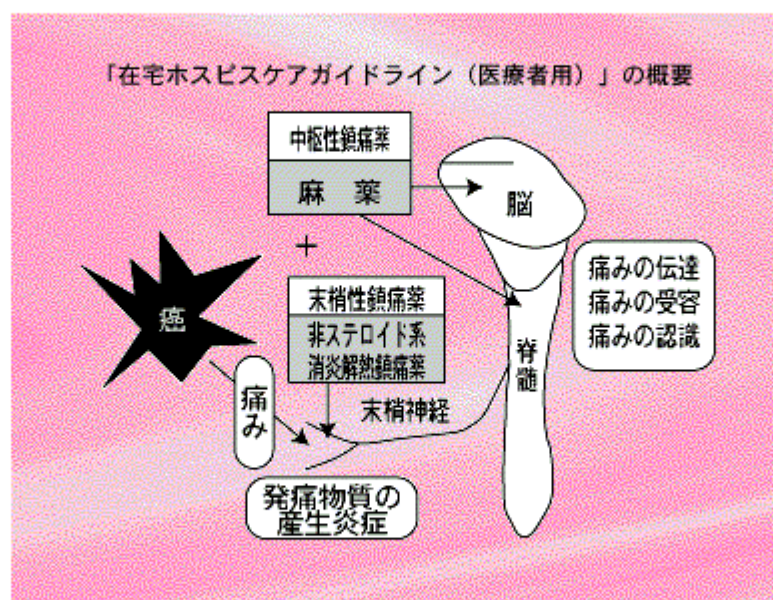 「在宅ホスピスケアガイドライン（医療者用）」の概要
中枢性鎮痛薬
麻　薬
脳
+
痛みの伝達
痛みの受容
痛みの認識
癌
末梢性鎮痛薬
非ステロイド系
消炎解熱鎮痛薬
脊髄
痛み
末梢神経
発痛物質の
産生炎症